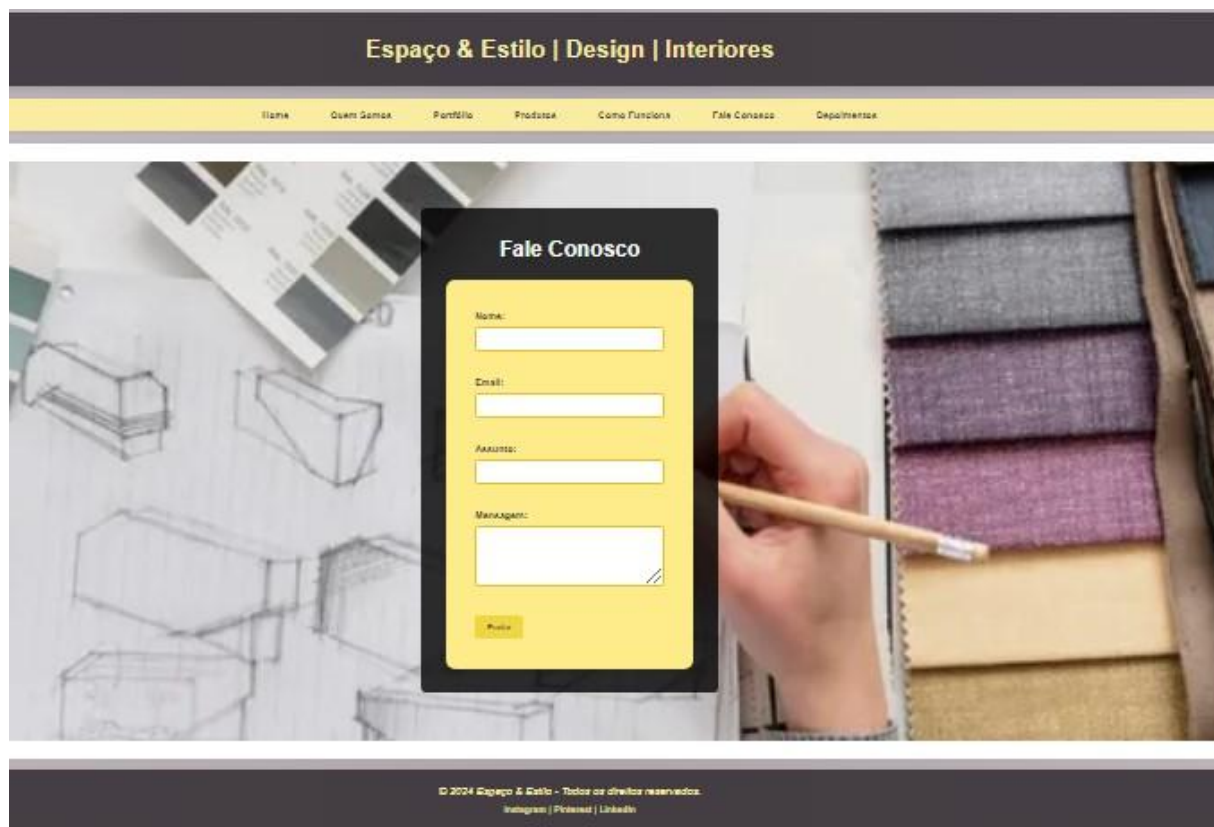 Espaço & Estilo | Design | Interiores
Home Quem Somos Portfólio Produtos Como Funciona Fale Conosco Depoimentos
Fale Conosco
Nome:
Email:
Assunto:
Mensagem:
© 2024 Espaço & Estilo - Todos os direitos reservados.
Instagram | Pinterest | LinkedIn